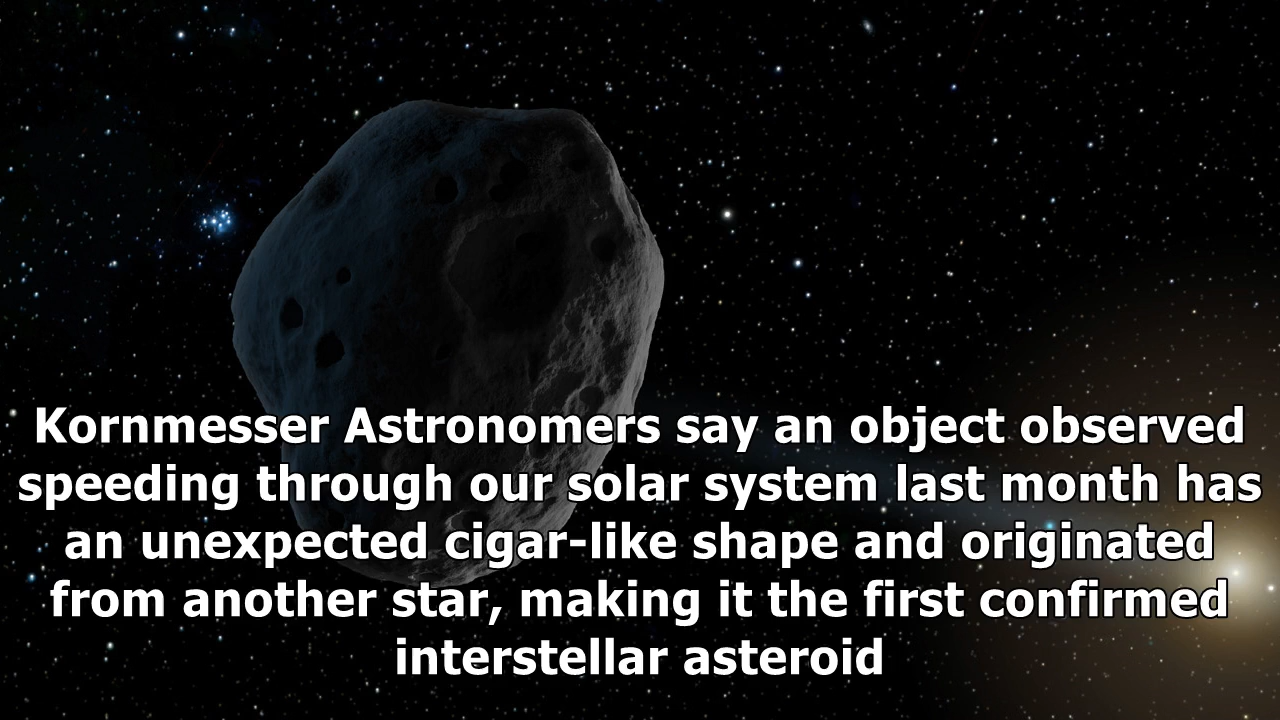 Kornmesser Astronomers say an object observed
speeding through our solar system last month has
an unexpected cigar-like shape and originated
from another star, making it the first confirmed
interstellar asteroid